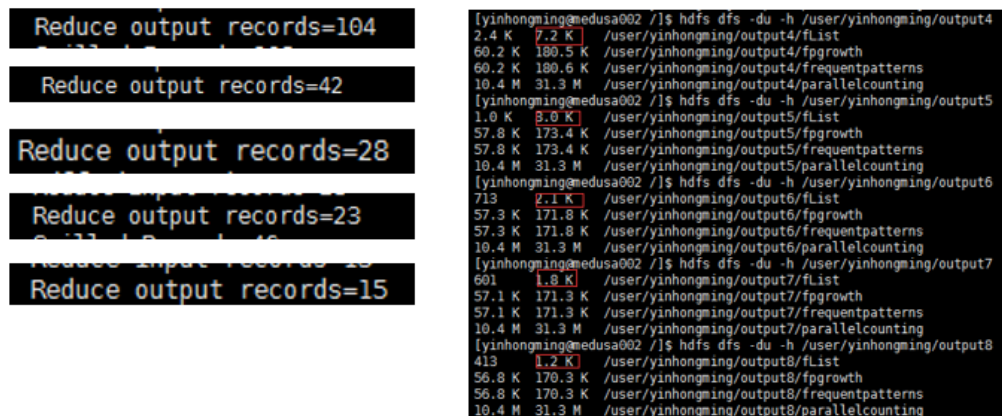 Reduce output records=104
Reduce output records=42
Reduce output records=28
Reduce output records=23
Reduce output records=15
[yinhongming@medusa002 /]$ hdfs dfs -du -h /user/yinhongming/output4
2.4 K 7.2 K /user/yinhongming/output4/fList
60.2 K 180.5 K /user/yinhongming/output4/fpgrowth
60.2 K 180.6 K /user/yinhongming/output4/frequentpatterns
10.4 M 31.3 M /user/yinhongming/output4/parallelcounting
[yinhongming@medusa002 /]$ hdfs dfs -du -h /user/yinhongming/output5
1.0 K 3.0 K /user/yinhongming/output5/fList
57.8 K 173.4 K /user/yinhongming/output5/fpgrowth
57.8 K 173.4 K /user/yinhongming/output5/frequentpatterns
10.4 M 31.3 M /user/yinhongming/output5/parallelcounting
[yinhongming@medusa002 /]$ hdfs dfs -du -h /user/yinhongming/output6
713 2.1 K /user/yinhongming/output6/fList
57.3 K 171.8 K /user/yinhongming/output6/fpgrowth
57.3 K 171.8 K /user/yinhongming/output6/frequentpatterns
10.4 M 31.3 M /user/yinhongming/output6/parallelcounting
[yinhongming@medusa002 /]$ hdfs dfs -du -h /user/yinhongming/output7
601 1.8 K /user/yinhongming/output7/fList
57.1 K 171.3 K /user/yinhongming/output7/fpgrowth
57.1 K 171.3 K /user/yinhongming/output7/frequentpatterns
10.4 M 31.3 M /user/yinhongming/output7/parallelcounting
[yinhongming@medusa002 /]$ hdfs dfs -du -h /user/yinhongming/output8
413 1.2 K /user/yinhongming/output8/fList
56.8 K 170.3 K /user/yinhongming/output8/fpgrowth
56.8 K 170.3 K /user/yinhongming/output8/frequentpatterns
10.4 M 31.3 M /user/yinhongming/output8/parallelcounting